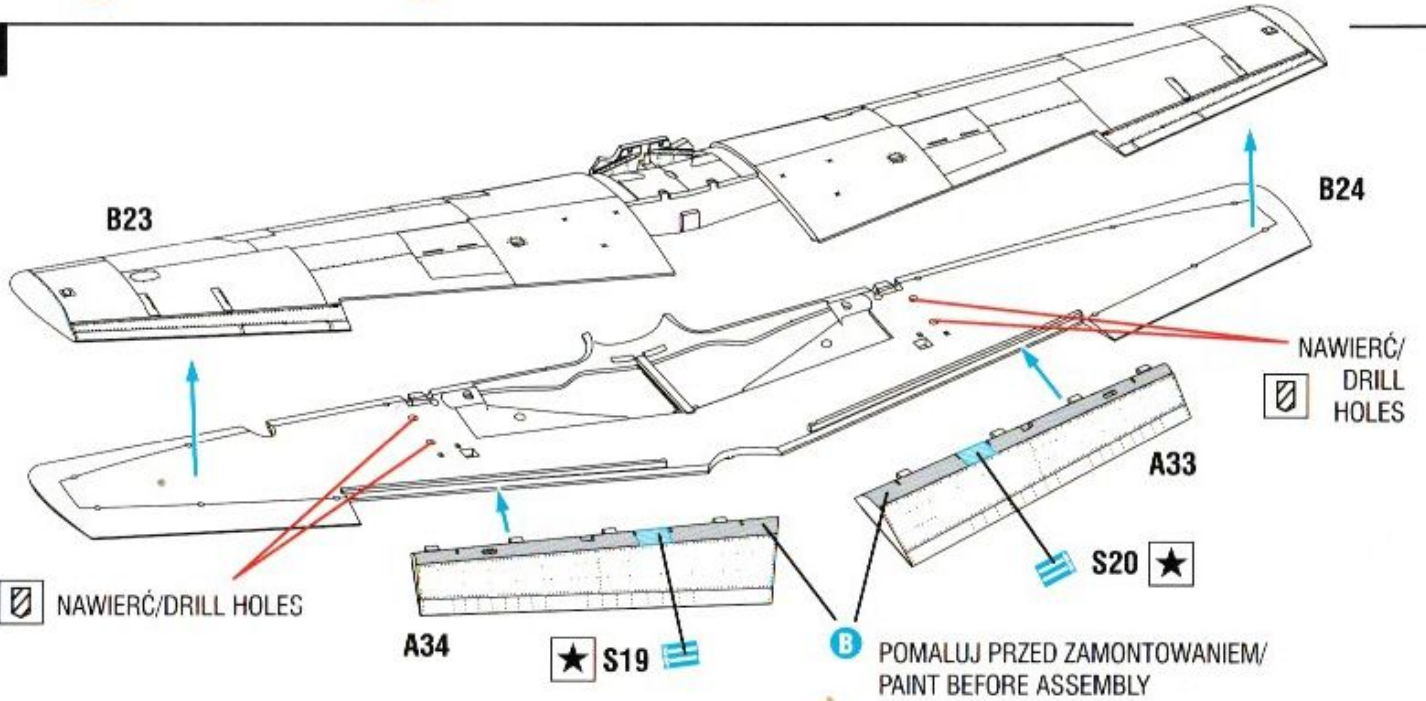 B23
B24
NAWIERĆ/
DRILL
HOLES
A33
S20
NAWIERĆ/DRILL HOLES
A34
S19
B
POMALUJ PRZED ZAMONTOWANIEM/
PAINT BEFORE ASSEMBLY